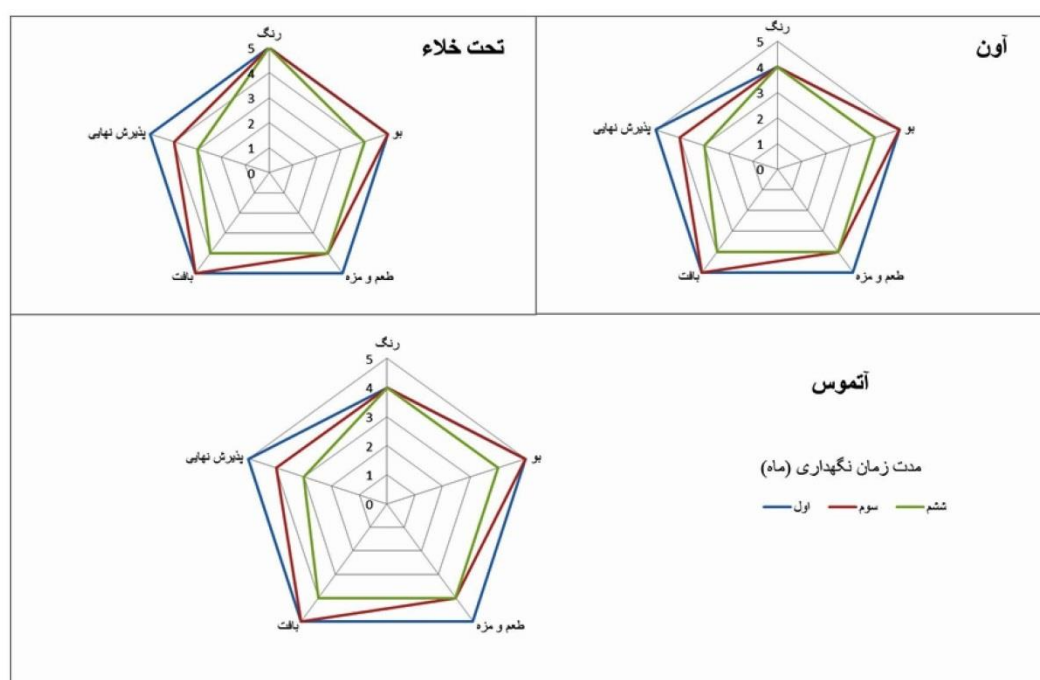 آون
رنگ
5
4
3
2
1
0
بو
طعم و مزه
بافت
پذیرش نهایی
تحت خلاء
رنگ
5
4
3
2
1
0
بو
طعم و مزه
بافت
پذیرش نهایی
آتموس
رنگ
5
4
3
2
1
0
بو
طعم و مزه
بافت
پذیرش نهایی
مدت زمان نگهداری (ماه)
اول سوم ششم